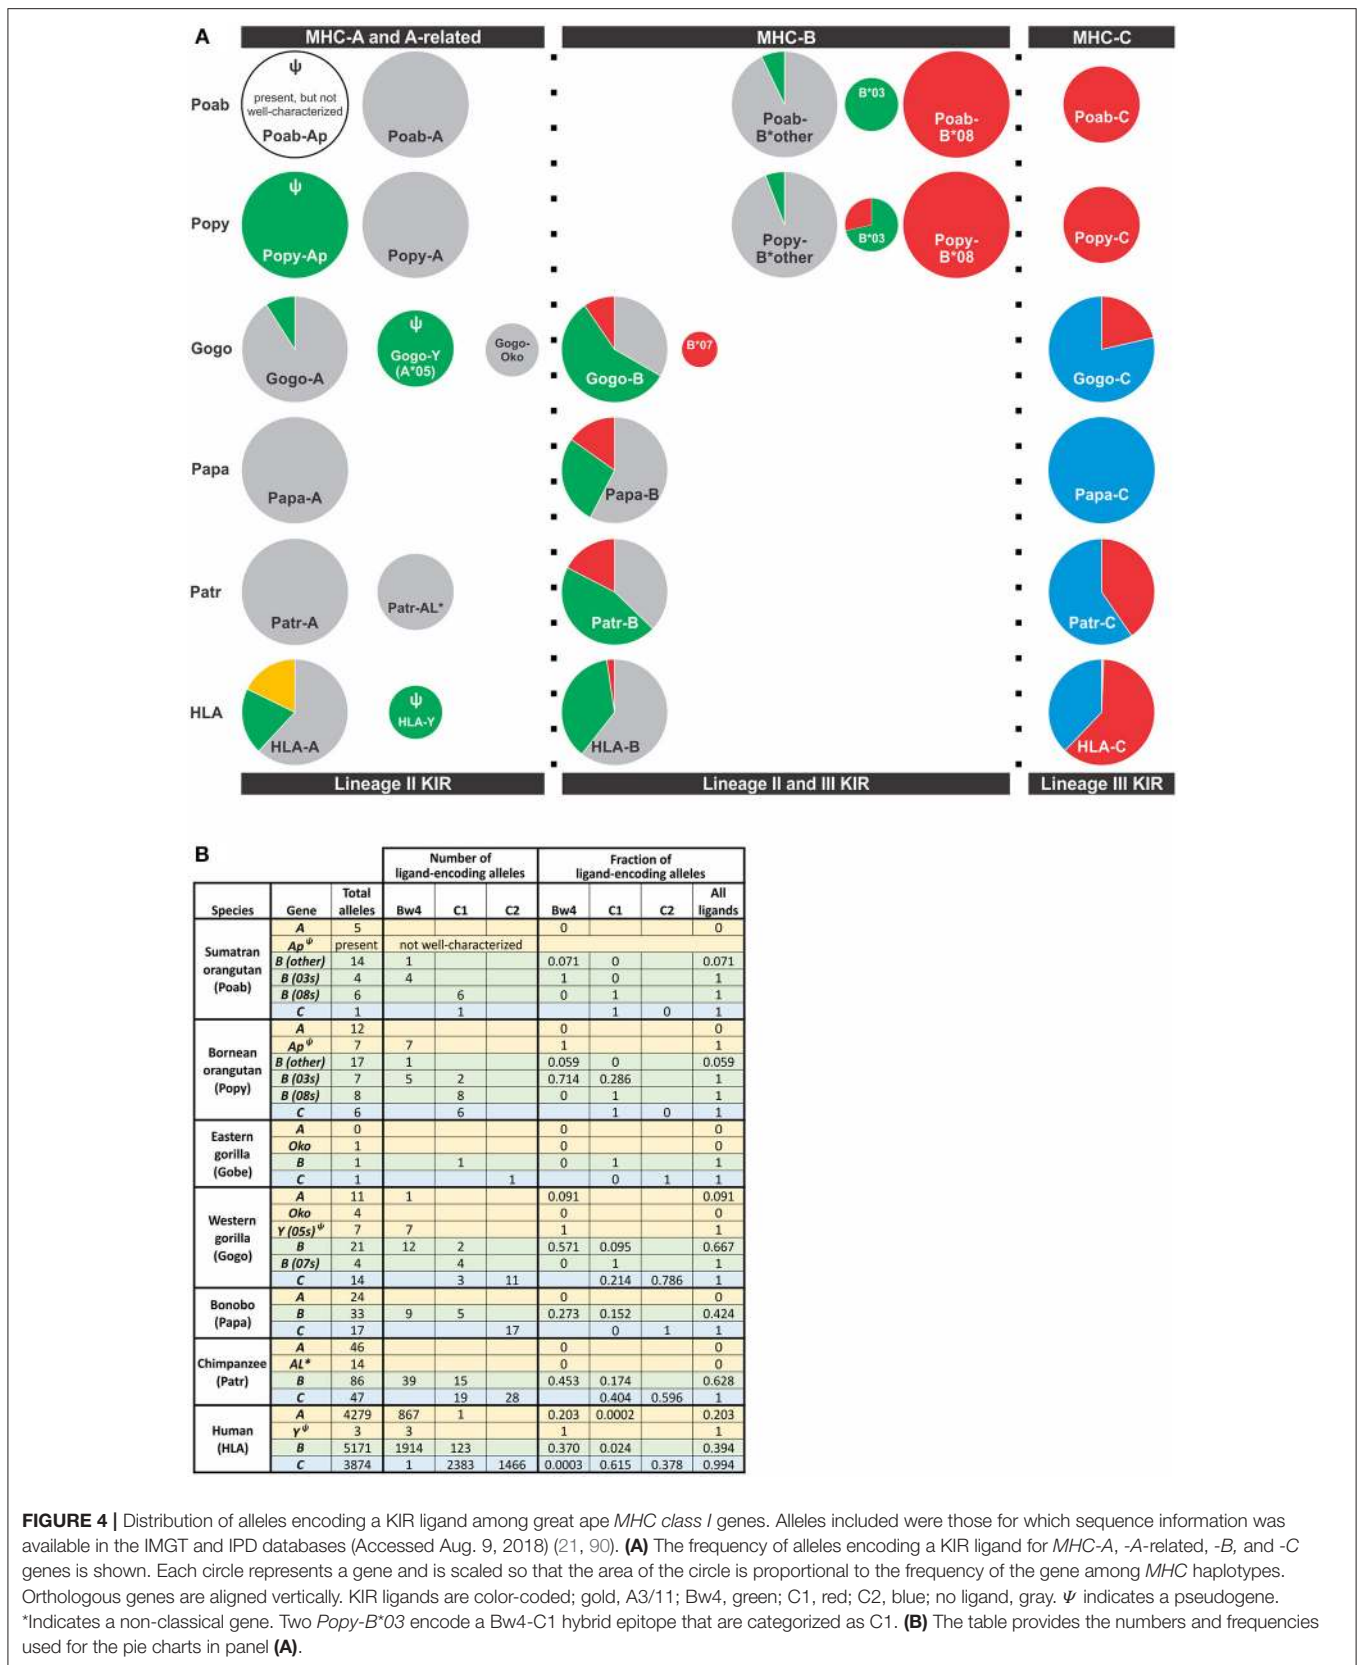 A
MHC-A and A-related MHC-B MHC-C
Poab
ψ
present, but not
well-characterized
Poab-Ap
Poab-A
Poab-
B*other
B*03
Poab-
B*08
Poab-C
Popy
ψ
Popy-Ap
Popy-A
Popy-
B*other
B*03
Popy-
B*08
Popy-C
Gogo
Gogo-A
ψ
Gogo-Y
(A*05)
Gogo-
Oko
Gogo-B
B*07
Gogo-C
Papa
Papa-A
Papa-B
Papa-C
Patr
Patr-A
Patr-AL*
Patr-B
Patr-C
HLA
HLA-A
ψ
HLA-Y
HLA-B
HLA-C
Lineage II KIR Lineage II and III KIR Lineage III KIR
B
Number of
ligand-encoding alleles
Fraction of
ligand-encoding alleles
Species Gene Total alleles Bw4 C1 C2 Bw4 C1 C2 All ligands
Sumatran
orangutan
(Poab)
A 5 0 0
Ap ψ present not well-characterized
B (other) 14 1 0.071 0 0.071
B (03s) 4 4 1 0 1
B (08s) 6 6 0 1 1
C 1 1 1 0 1
Bornean
orangutan
(Popy)
A 12 0 0
Ap ψ 7 7 1 1
B (other) 17 1 0.059 0 0.059
B (03s) 7 5 2 0.714 0.286 1
B (08s) 8 8 0 1 1
C 6 6 1 0 1
Eastern
gorilla
(Gobe)
A 0 0 0
Oko 1 0 0
B 1 1 0 1 1
C 1 1 0 1 1
Western
gorilla
(Gogo)
A 11 1 0.091 0.091
Oko 4 0 0
Y (05s) ψ 7 7 1 1
B 21 12 2 0.571 0.095 0.667
B (07s) 4 4 0 1 1
C 14 3 11 0.214 0.786 1
Bonobo
(Papa)
A 24 0 0
B 33 9 5 0.273 0.152 0.424
C 17 17 0 1 1
Chimpanzee
(Patr)
A 46 0 0
AL* 14 0 0
B 86 39 15 0.453 0.174 0.628
C 47 19 28 0.404 0.596 1
Human
(HLA)
A 4279 867 1 0.203 0.0002 0.203
Y ψ 3 3 1 1
B 5171 1914 123 0.370 0.024 0.394
C 3874 1 2383 1466 0.0003 0.615 0.378 0.994
FIGURE 4 | Distribution of alleles encoding a KIR ligand among great ape MHC class I genes. Alleles included were those for which sequence information was
available in the IMGT and IPD databases (Accessed Aug. 9, 2018) (21, 90). (A) The frequency of alleles encoding a KIR ligand for MHC-A, -A-related, -B, and -C
genes is shown. Each circle represents a gene and is scaled so that the area of the circle is proportional to the frequency of the gene among MHC haplotypes.
Orthologous genes are aligned vertically. KIR ligands are color-coded; gold, A3/11; Bw4, green; C1, red; C2, blue; no ligand, gray. Ψ indicates a pseudogene.
*Indicates a non-classical gene. Two Popy-B*03 encode a Bw4-C1 hybrid epitope that are categorized as C1. (B) The table provides the numbers and frequencies
used for the pie charts in panel (A).